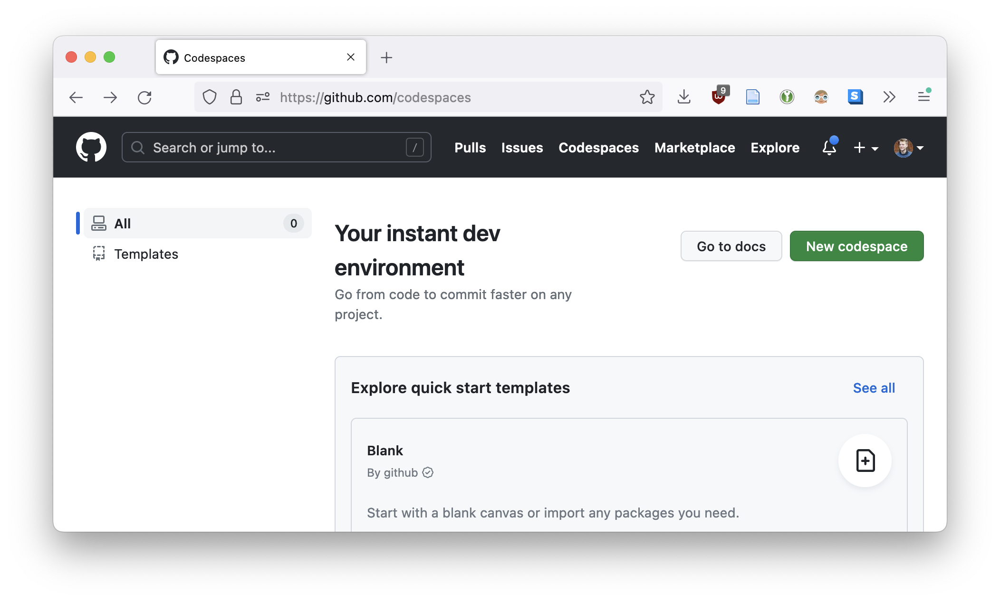 Codespaces
https://github.com/codespaces
9
S
Search or jump to...
/
Pulls
Issues
Codespaces
Marketplace
Explore
All
0
Templates
Your instant dev
environment
Go from code to commit faster on any
project.
Go to docs
New codespace
Explore quick start templates
See all
Blank
By github
Start with a blank canvas or import any packages you need.